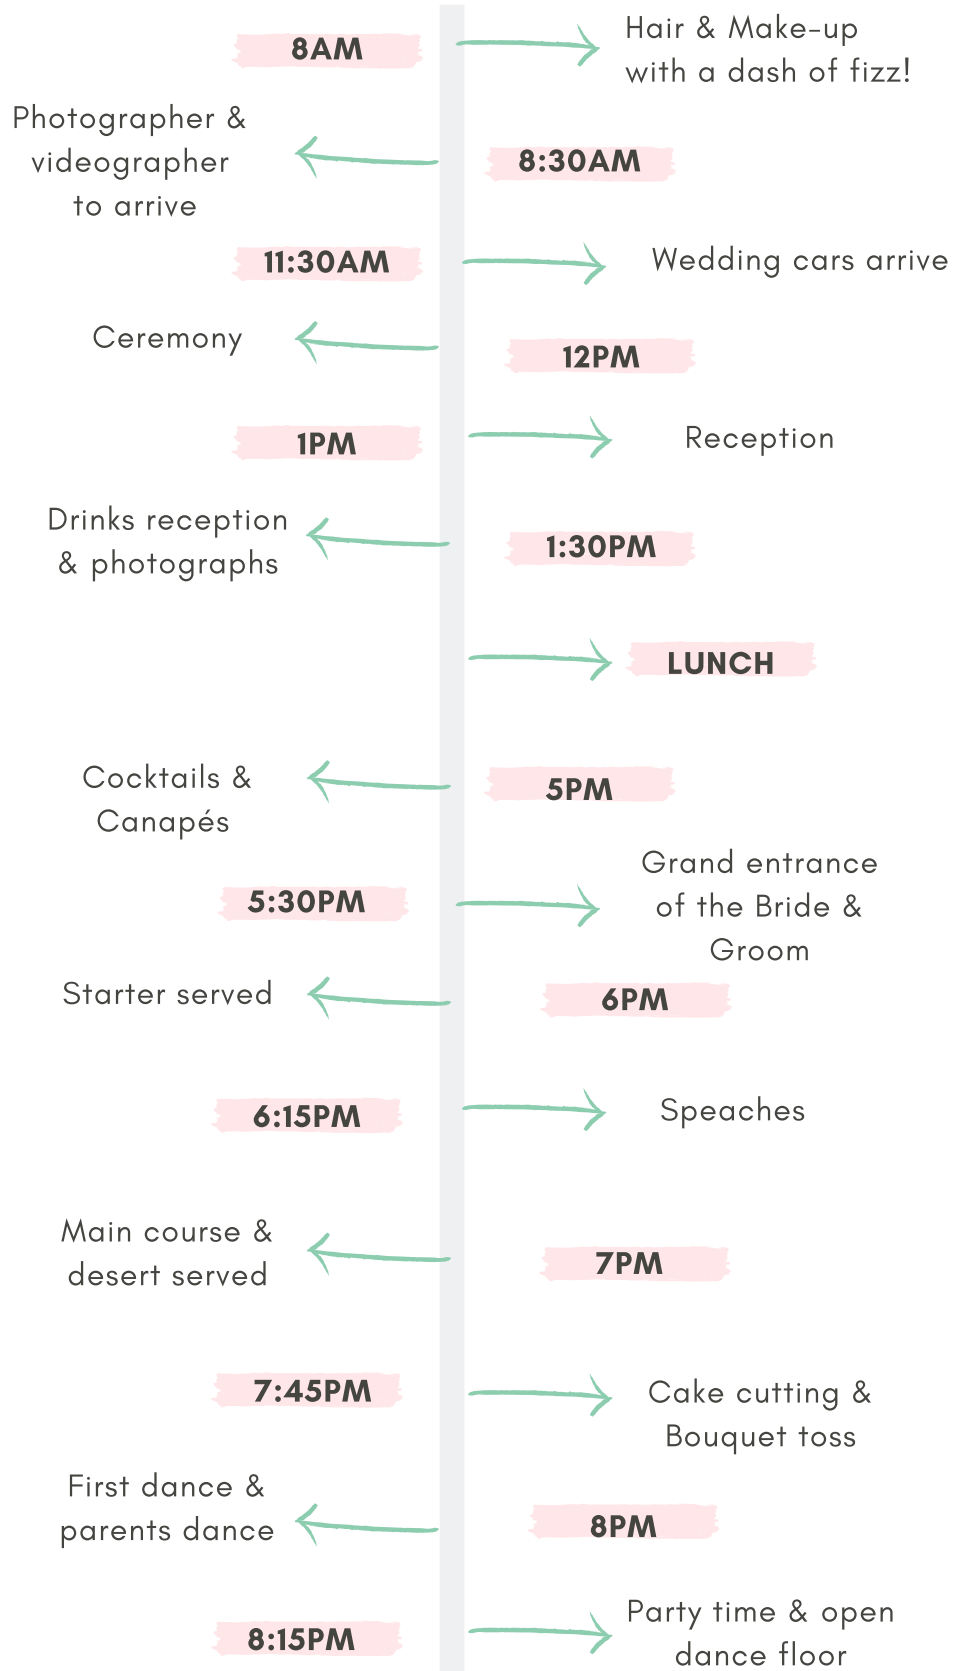 8AM
Hair & Make-up
with a dash of fizz!
Photographer &
videographer
to arrive
8:30AM
11:30AM
Wedding cars arrive
Ceremony
12PM
1PM
Reception
Drinks reception
& photographs
1:30PM
LUNCH
Cocktails &
Canapés
5PM
5:30PM
Grand entrance
of the Bride &
Groom
Starter served
6PM
6:15PM
Speaches
Main course &
desert served
7PM
7:45PM
Cake cutting &
Bouquet toss
First dance &
parents dance
8PM
8:15PM
Party time & open
dance floor